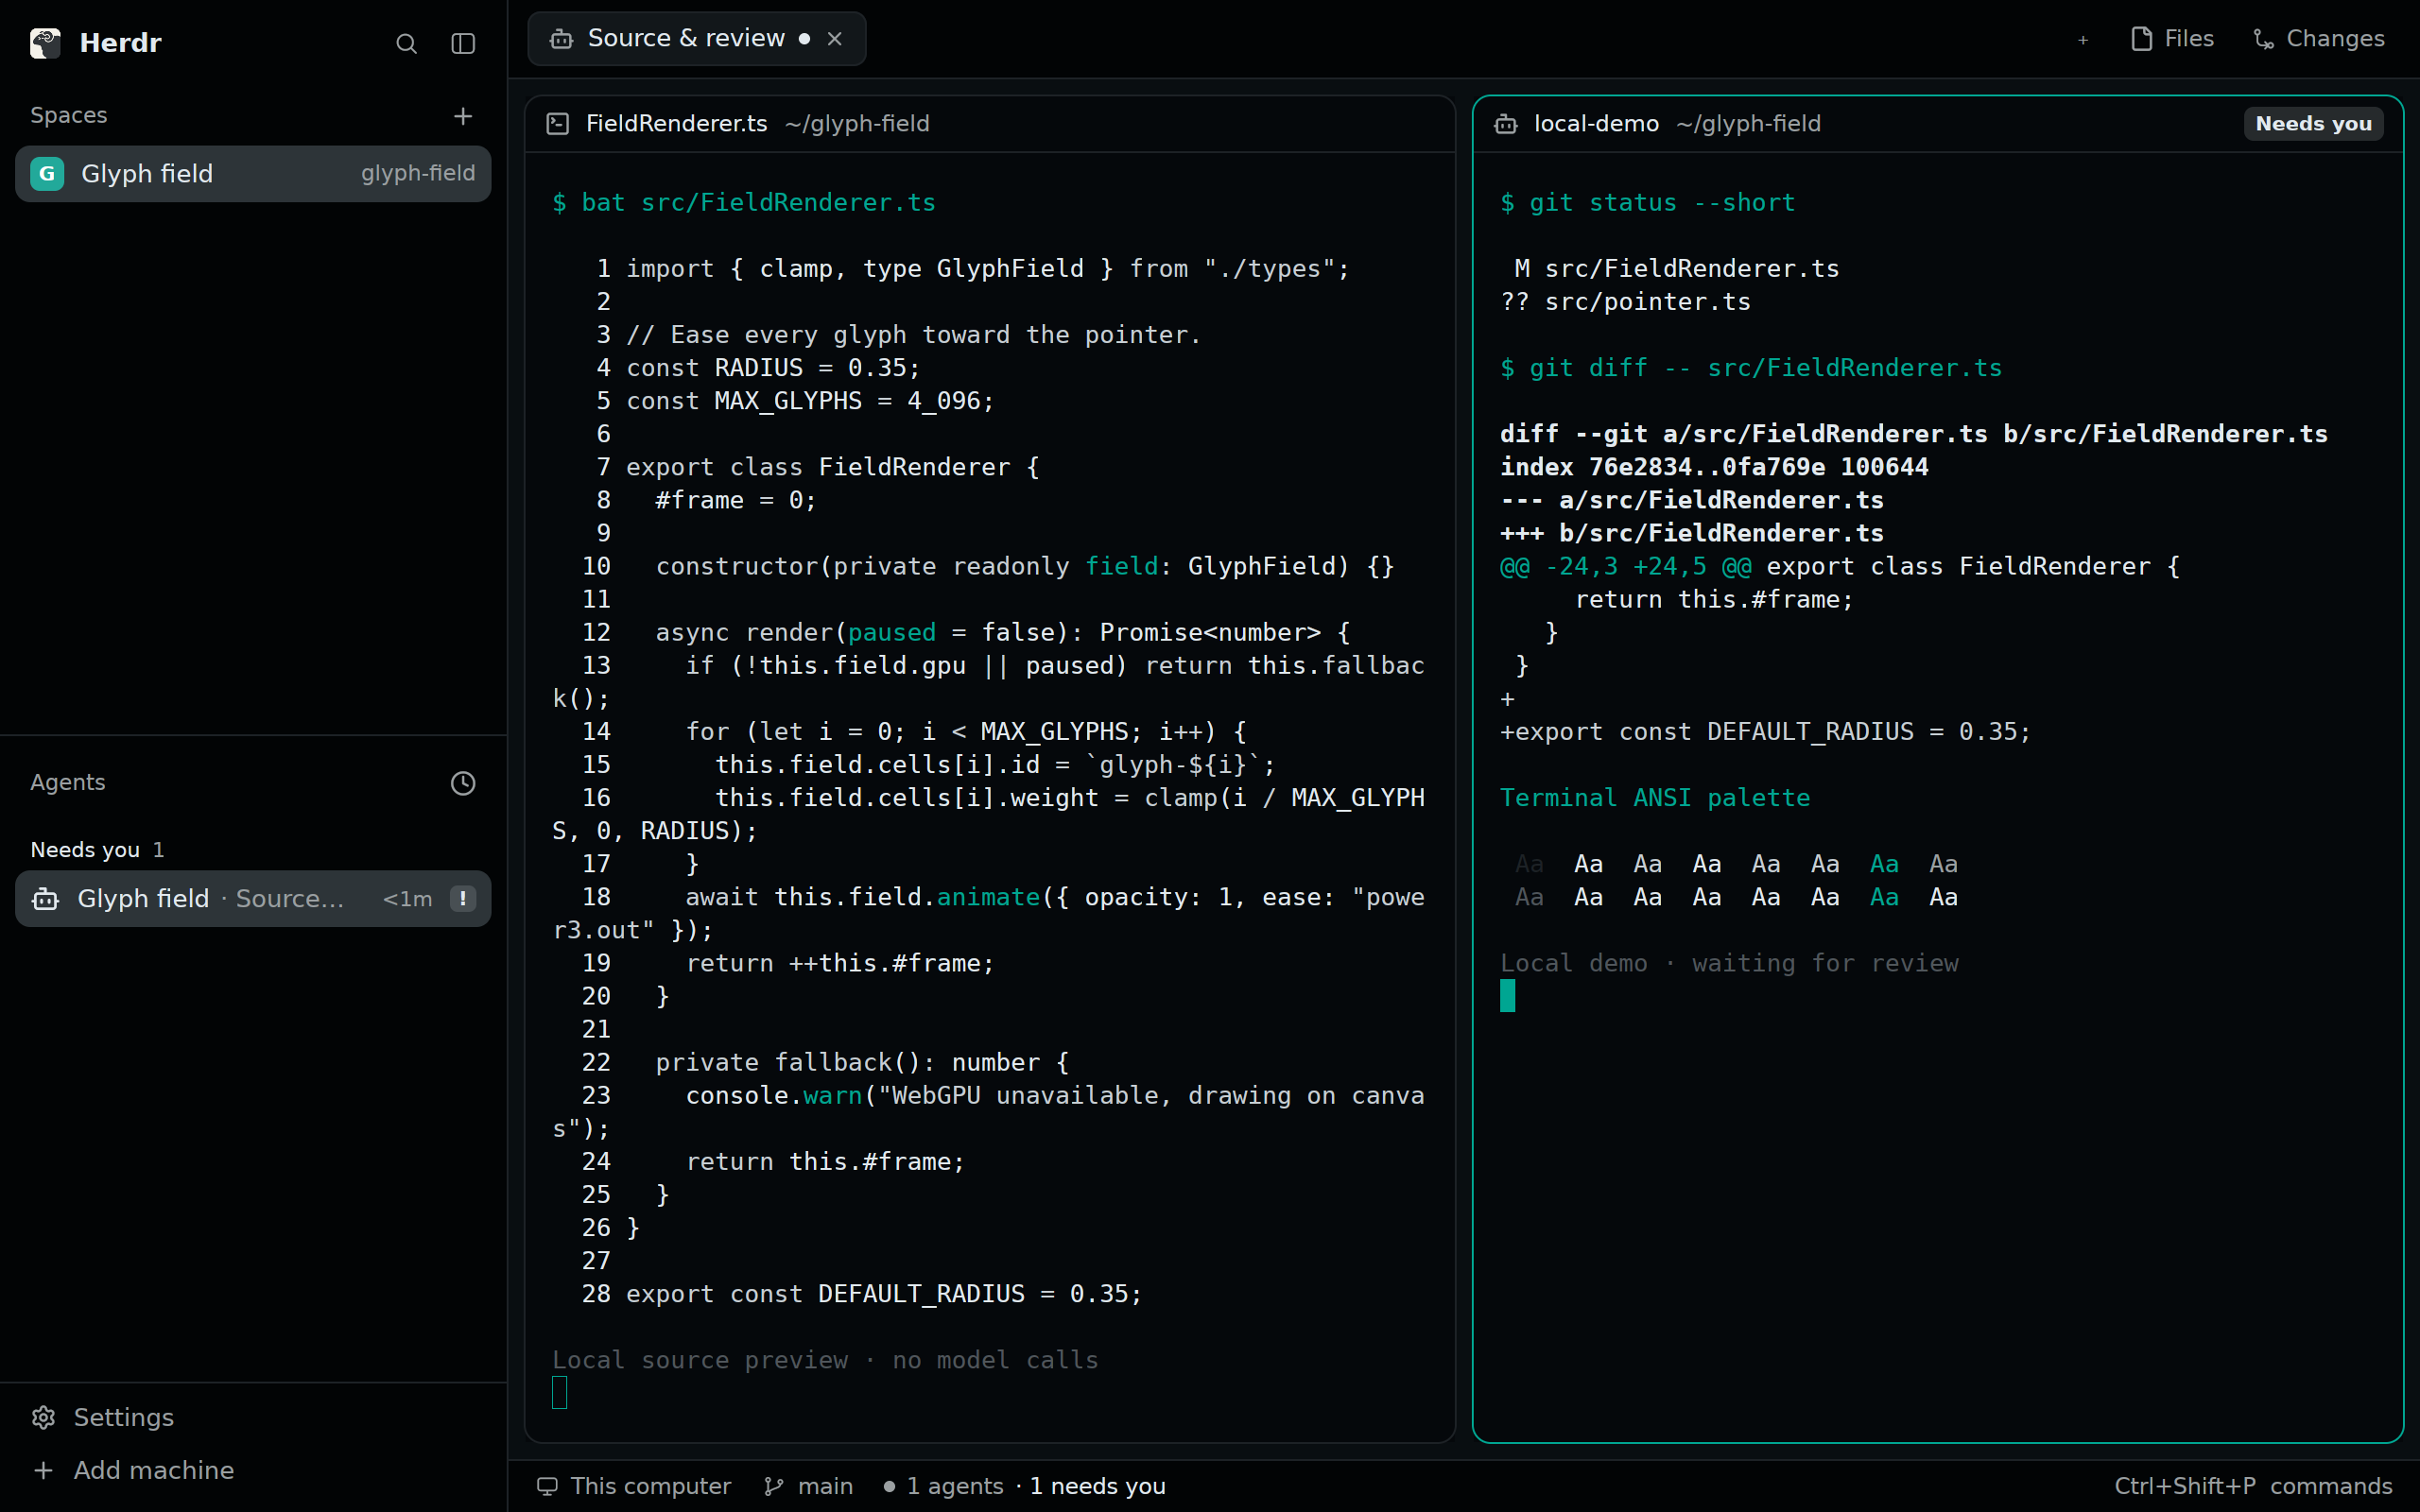 Herdr
Spaces
G Glyph field glyph-field
Agents
Needs you 1
Glyph field · Source… <1m !
Settings
Add machine
Source & review
+ Files Changes
FieldRenderer.ts ~/glyph-field
$ bat src/FieldRenderer.ts
1 import { clamp, type GlyphField } from "./types";
2
3 // Ease every glyph toward the pointer.
4 const RADIUS = 0.35;
5 const MAX_GLYPHS = 4_096;
6
7 export class FieldRenderer {
8   #frame = 0;
9
10   constructor(private readonly field: GlyphField) {}
11
12   async render(paused = false): Promise<number> {
13     if (!this.field.gpu || paused) return this.fallbac
k();
14     for (let i = 0; i < MAX_GLYPHS; i++) {
15       this.field.cells[i].id = `glyph-${i}`;
16       this.field.cells[i].weight = clamp(i / MAX_GLYPH
S, 0, RADIUS);
17     }
18     await this.field.animate({ opacity: 1, ease: "powe
r3.out" });
19     return ++this.#frame;
20   }
21
22   private fallback(): number {
23     console.warn("WebGPU unavailable, drawing on canva
s");
24     return this.#frame;
25   }
26 }
27
28 export const DEFAULT_RADIUS = 0.35;
Local source preview · no model calls
local-demo ~/glyph-field Needs you
$ git status --short
 M src/FieldRenderer.ts
?? src/pointer.ts
$ git diff -- src/FieldRenderer.ts
diff --git a/src/FieldRenderer.ts b/src/FieldRenderer.ts
index 76e2834..0fa769e 100644
--- a/src/FieldRenderer.ts
+++ b/src/FieldRenderer.ts
@@ -24,3 +24,5 @@ export class FieldRenderer {
     return this.#frame;
   }
 }
+
+export const DEFAULT_RADIUS = 0.35;
Terminal ANSI palette
Aa Aa Aa Aa Aa Aa Aa Aa
Aa Aa Aa Aa Aa Aa Aa Aa
Local demo · waiting for review
This computer main 1 agents · 1 needs you Ctrl+Shift+P commands